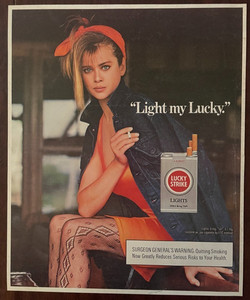 “Light my Lucky.”
LUCKY
STRIKE
LIGHTS
SURGEON GENERAL'S WARNING: Quitting Smoking
Now Greatly Reduces Serious Risks to Your Health.